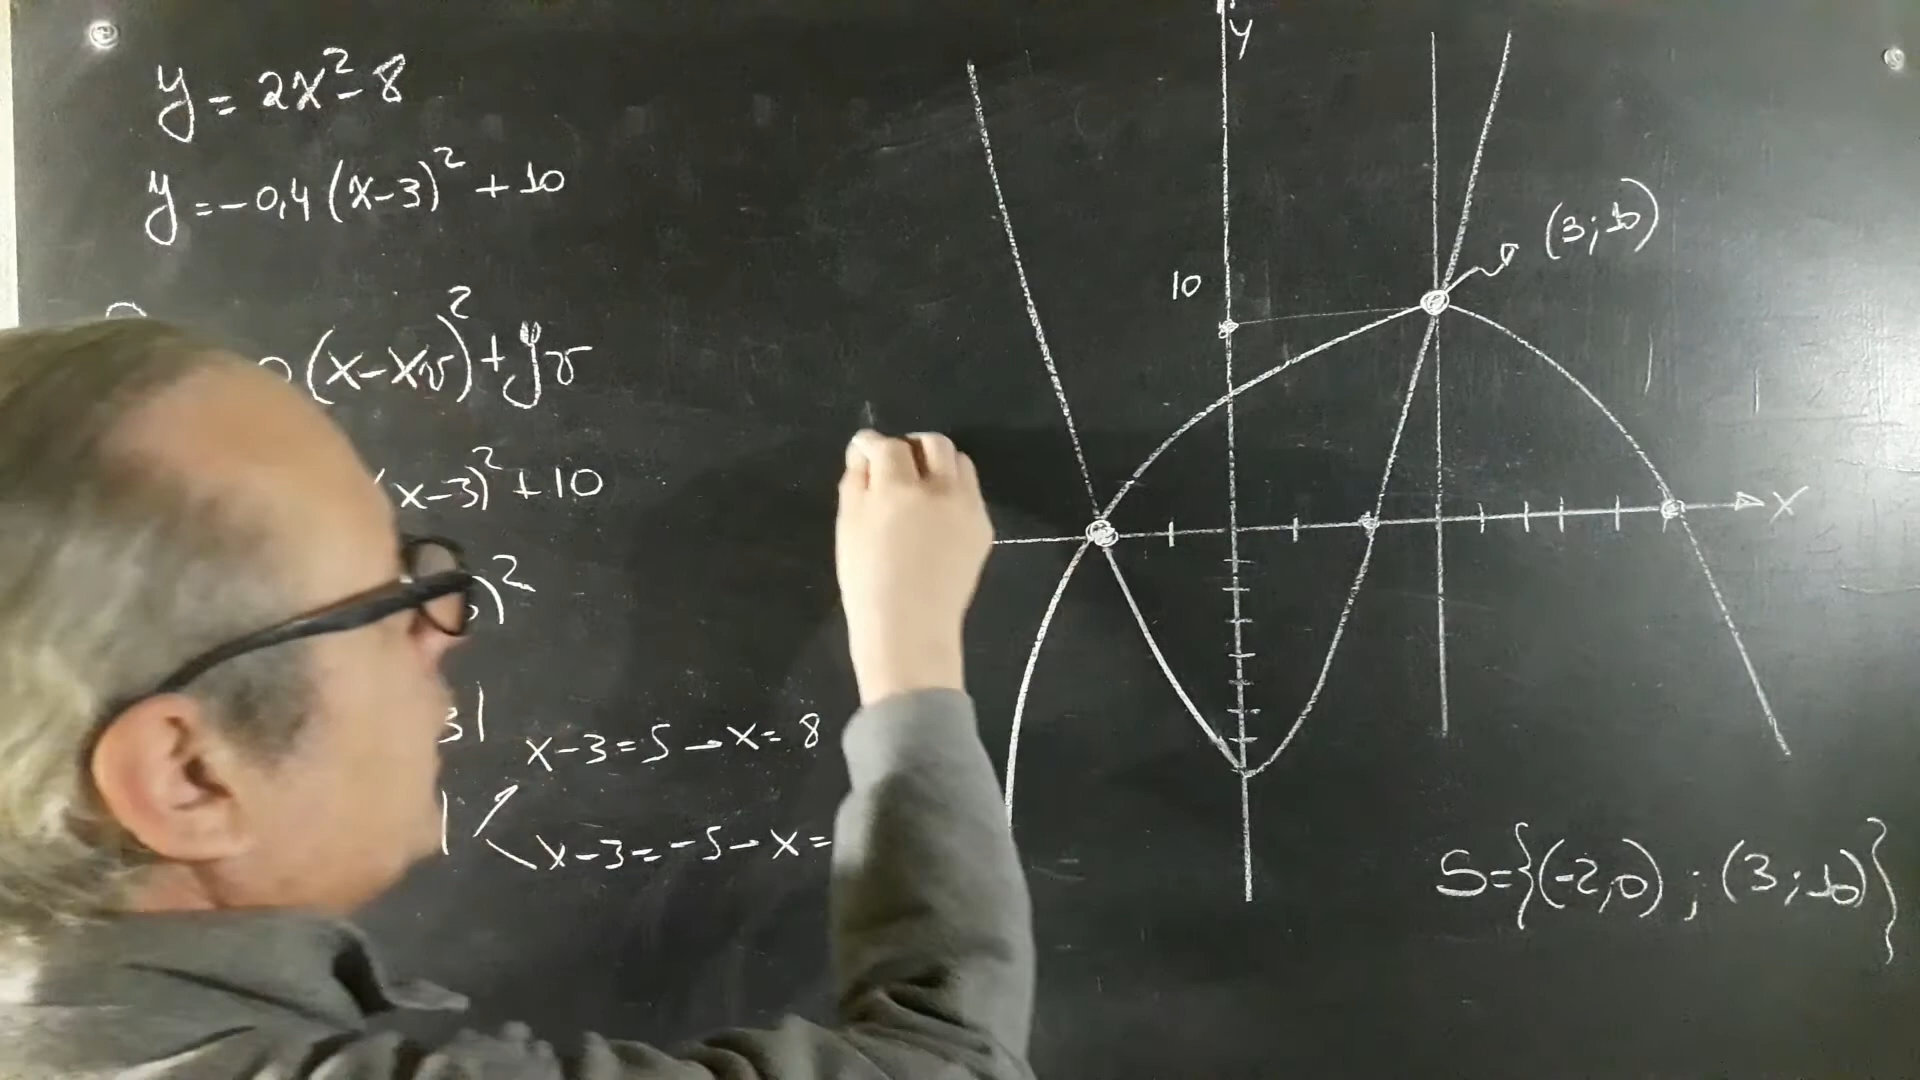 y = 2x² - 8
y = -0,4 (x-3)² + 10
(x-xv)² + yv
(x-3)² + 10
)²
3|
x-3=5→x=8
|
x-3=-5→x=
y
10
(3;10)
x
S={(-2,0) ; (3;10)}